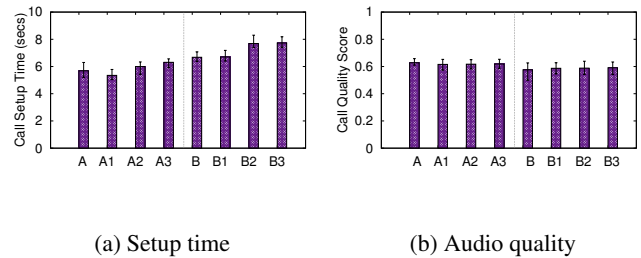 10
8
6
4
2
0
Call Setup Time (secs)
A A1 A2 A3 B B1 B2 B3
1
0.8
0.6
0.4
0.2
0
Call Quality Score
A A1 A2 A3 B B1 B2 B3
(a) Setup time
(b) Audio quality